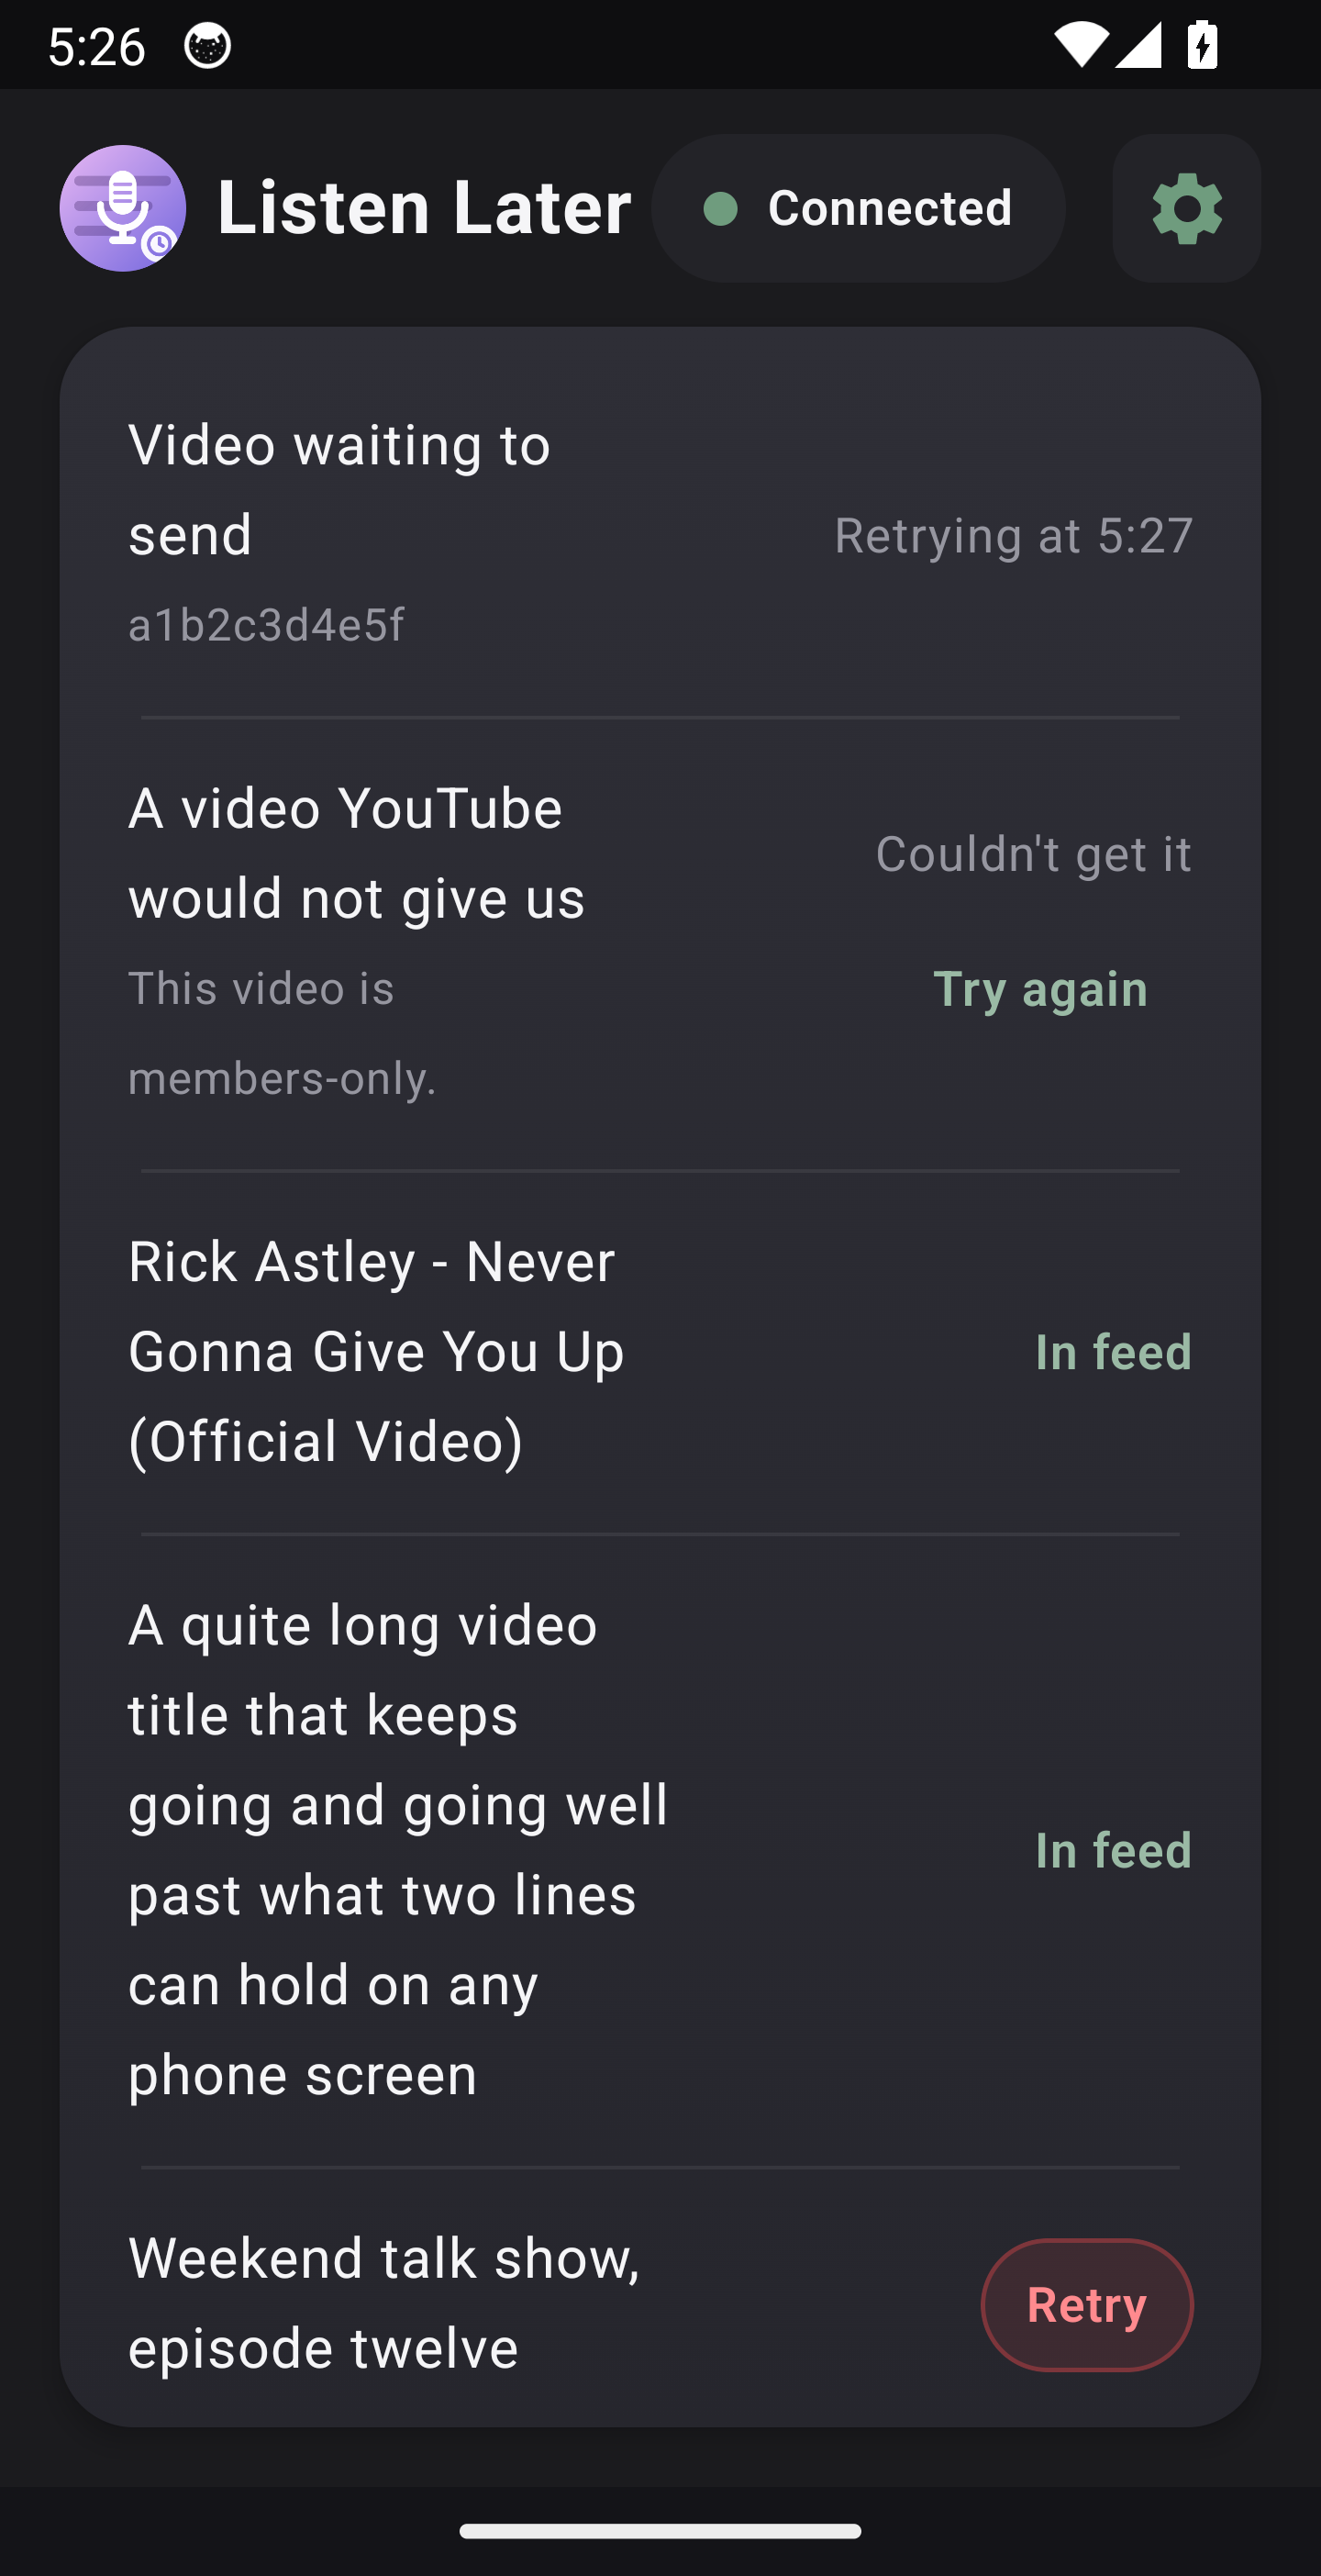 5:26
Listen Later
Connected
Video waiting to
send
a1b2c3d4e5f
Retrying at 5:27
A video YouTube
would not give us
This video is
members-only.
Couldn't get it
Try again
Rick Astley - Never
Gonna Give You Up
(Official Video)
In feed
A quite long video
title that keeps
going and going well
past what two lines
can hold on any
phone screen
In feed
Weekend talk show,
episode twelve
Retry